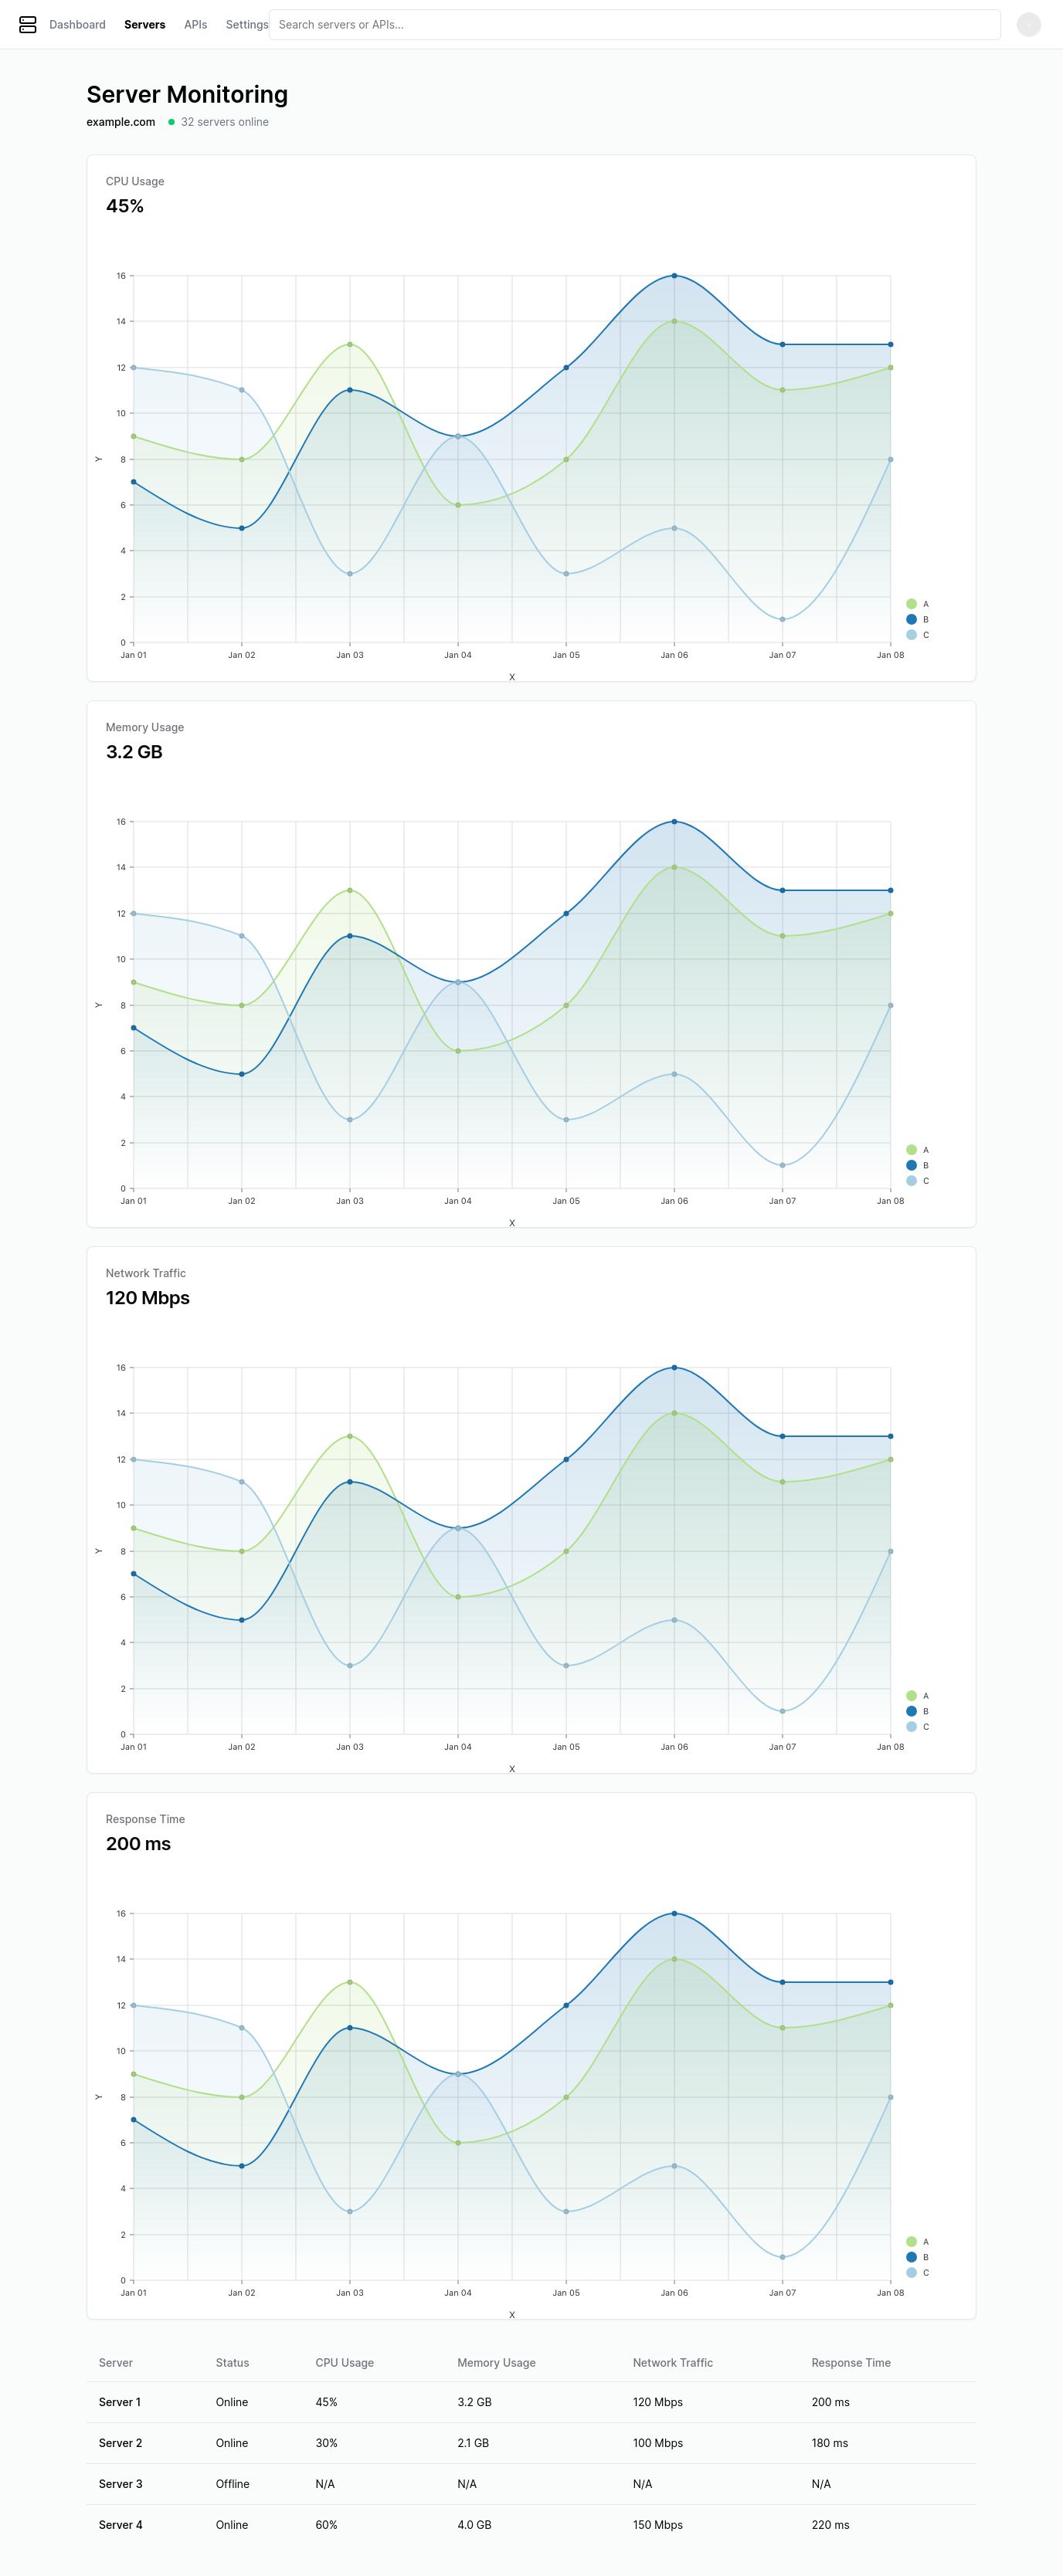 Dashboard Servers APIs Settings Search servers or APIs...
Server Monitoring
example.com 32 servers online
CPU Usage
45%
16
14
12
10
8
6
4
2
0
Y
Jan 01 Jan 02 Jan 03 Jan 04 Jan 05 Jan 06 Jan 07 Jan 08
X
A
B
C
Memory Usage
3.2 GB
16
14
12
10
8
6
4
2
0
Y
Jan 01 Jan 02 Jan 03 Jan 04 Jan 05 Jan 06 Jan 07 Jan 08
X
A
B
C
Network Traffic
120 Mbps
16
14
12
10
8
6
4
2
0
Y
Jan 01 Jan 02 Jan 03 Jan 04 Jan 05 Jan 06 Jan 07 Jan 08
X
A
B
C
Response Time
200 ms
16
14
12
10
8
6
4
2
0
Y
Jan 01 Jan 02 Jan 03 Jan 04 Jan 05 Jan 06 Jan 07 Jan 08
X
A
B
C
Server Status CPU Usage Memory Usage Network Traffic Response Time
Server 1 Online 45% 3.2 GB 120 Mbps 200 ms
Server 2 Online 30% 2.1 GB 100 Mbps 180 ms
Server 3 Offline N/A N/A N/A N/A
Server 4 Online 60% 4.0 GB 150 Mbps 220 ms